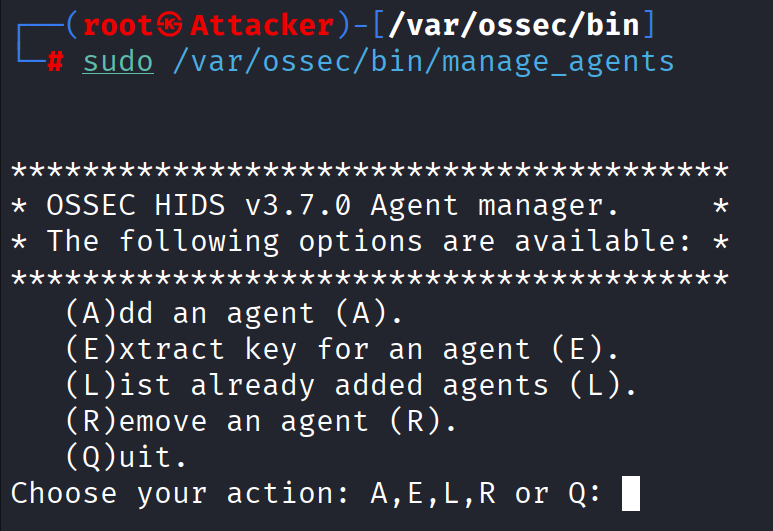 ┌──(root㉿Attacker)-[/var/ossec/bin]
└─# sudo /var/ossec/bin/manage_agents
****************************************
* OSSEC HIDS v3.7.0 Agent manager.     *
* The following options are available: *
****************************************
   (A)dd an agent (A).
   (E)xtract key for an agent (E).
   (L)ist already added agents (L).
   (R)emove an agent (R).
   (Q)uit.
Choose your action: A,E,L,R or Q: